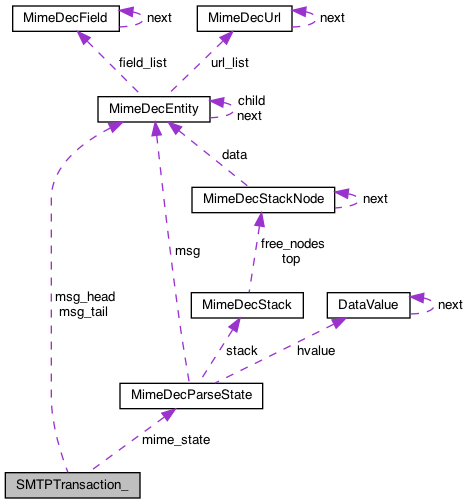 MimeDecField
next
MimeDecUrl
next
field_list
url_list
MimeDecEntity
child
next
data
MimeDecStackNode
next
msg
free_nodes
top
msg_head
msg_tail
MimeDecStack
DataValue
next
stack
hvalue
MimeDecParseState
mime_state
SMTPTransaction_